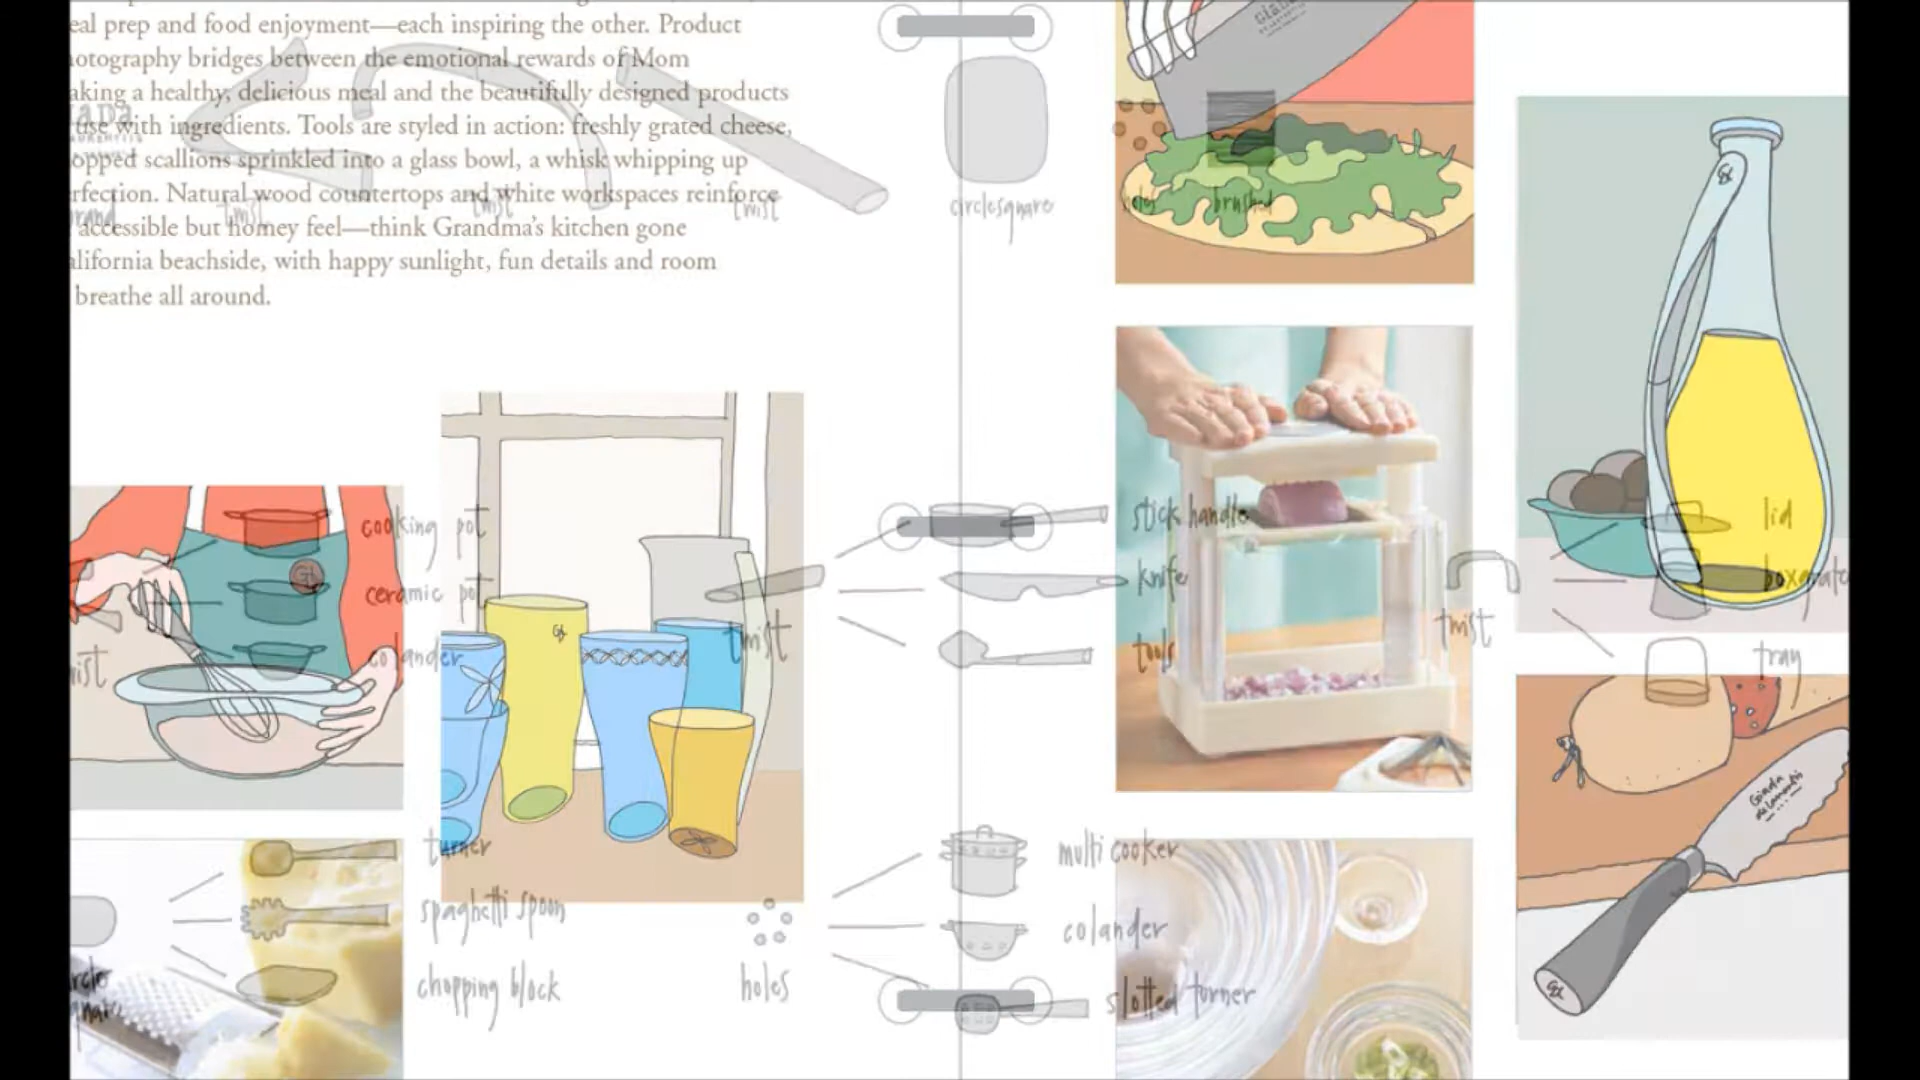 eal prep and food enjoyment—each inspiring the other. Product
otography bridges between the emotional rewards of Mom
aking a healthy, delicious meal and the beautifully designed products
use with ingredients. Tools are styled in action: freshly grated cheese,
opped scallions sprinkled into a glass bowl, a whisk whipping up
rfection. Natural wood countertops and white workspaces reinforce
accessible but homey feel—think Grandma's kitchen gone
alifornia beachside, with happy sunlight, fun details and room
breathe all around.
rand
twist
twist
twist
circlesquare
holes
brushed
cooking pot
ceramic pot
colander
twist
twist
stick handle
knife
tools
twist
lid
boxgrate
tray
turner
spaghetti spoon
chopping block
holes
multi cooker
colander
slotted turner
Giada